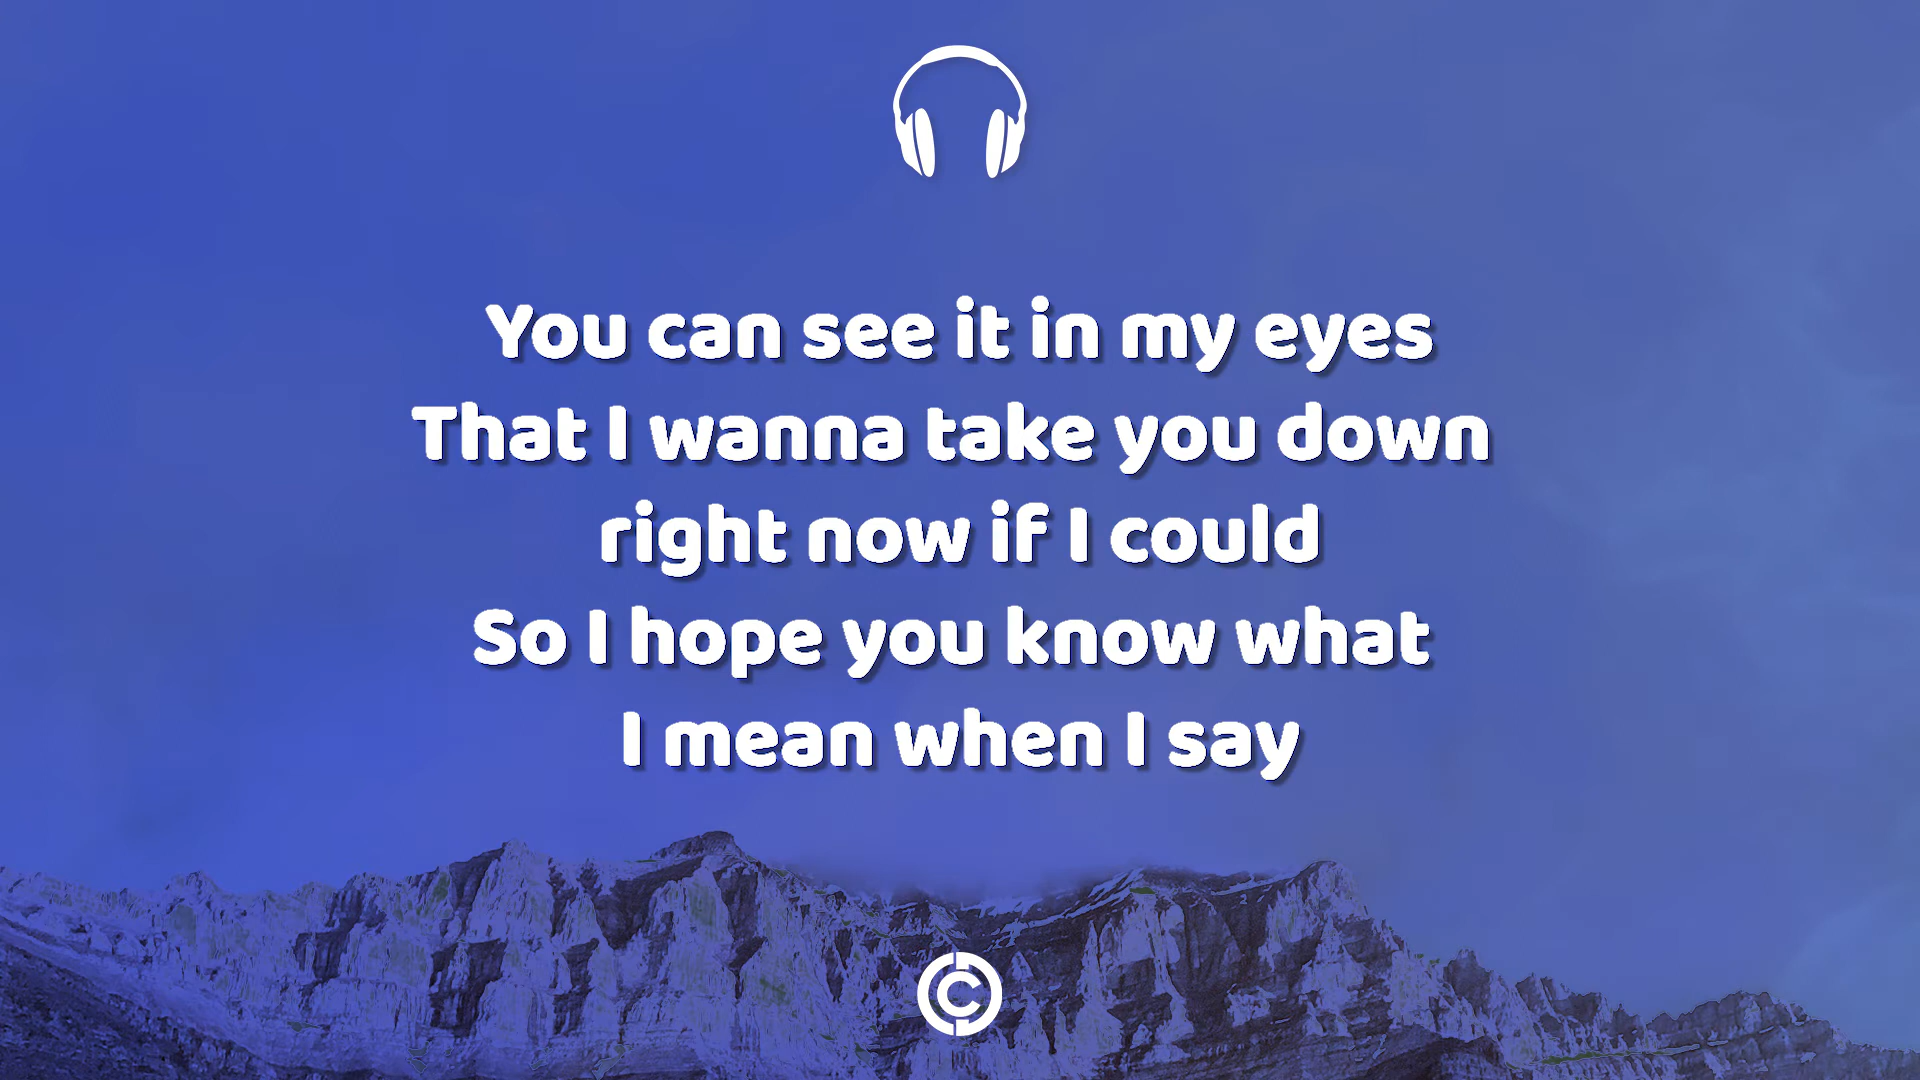 You can see it in my eyes
That I wanna take you down
right now if I could
So I hope you know what
I mean when I say